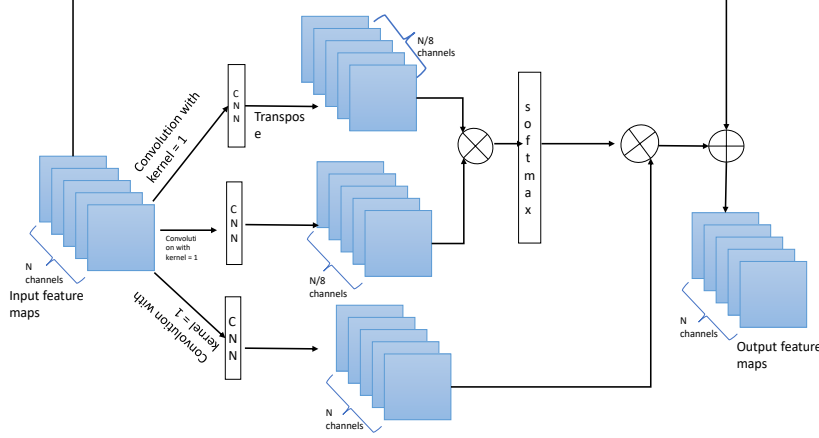 N/8
channels
Convolution with
kernel = 1
C
N
N
Transpos
e
s
o
f
t
m
a
x
Convoluti
on with
kernel = 1
C
N
N
N
channels
Input feature
maps
N/8
channels
Convolution with
kernel = 1
C
N
N
N
channels
N
channels
Output feature
maps